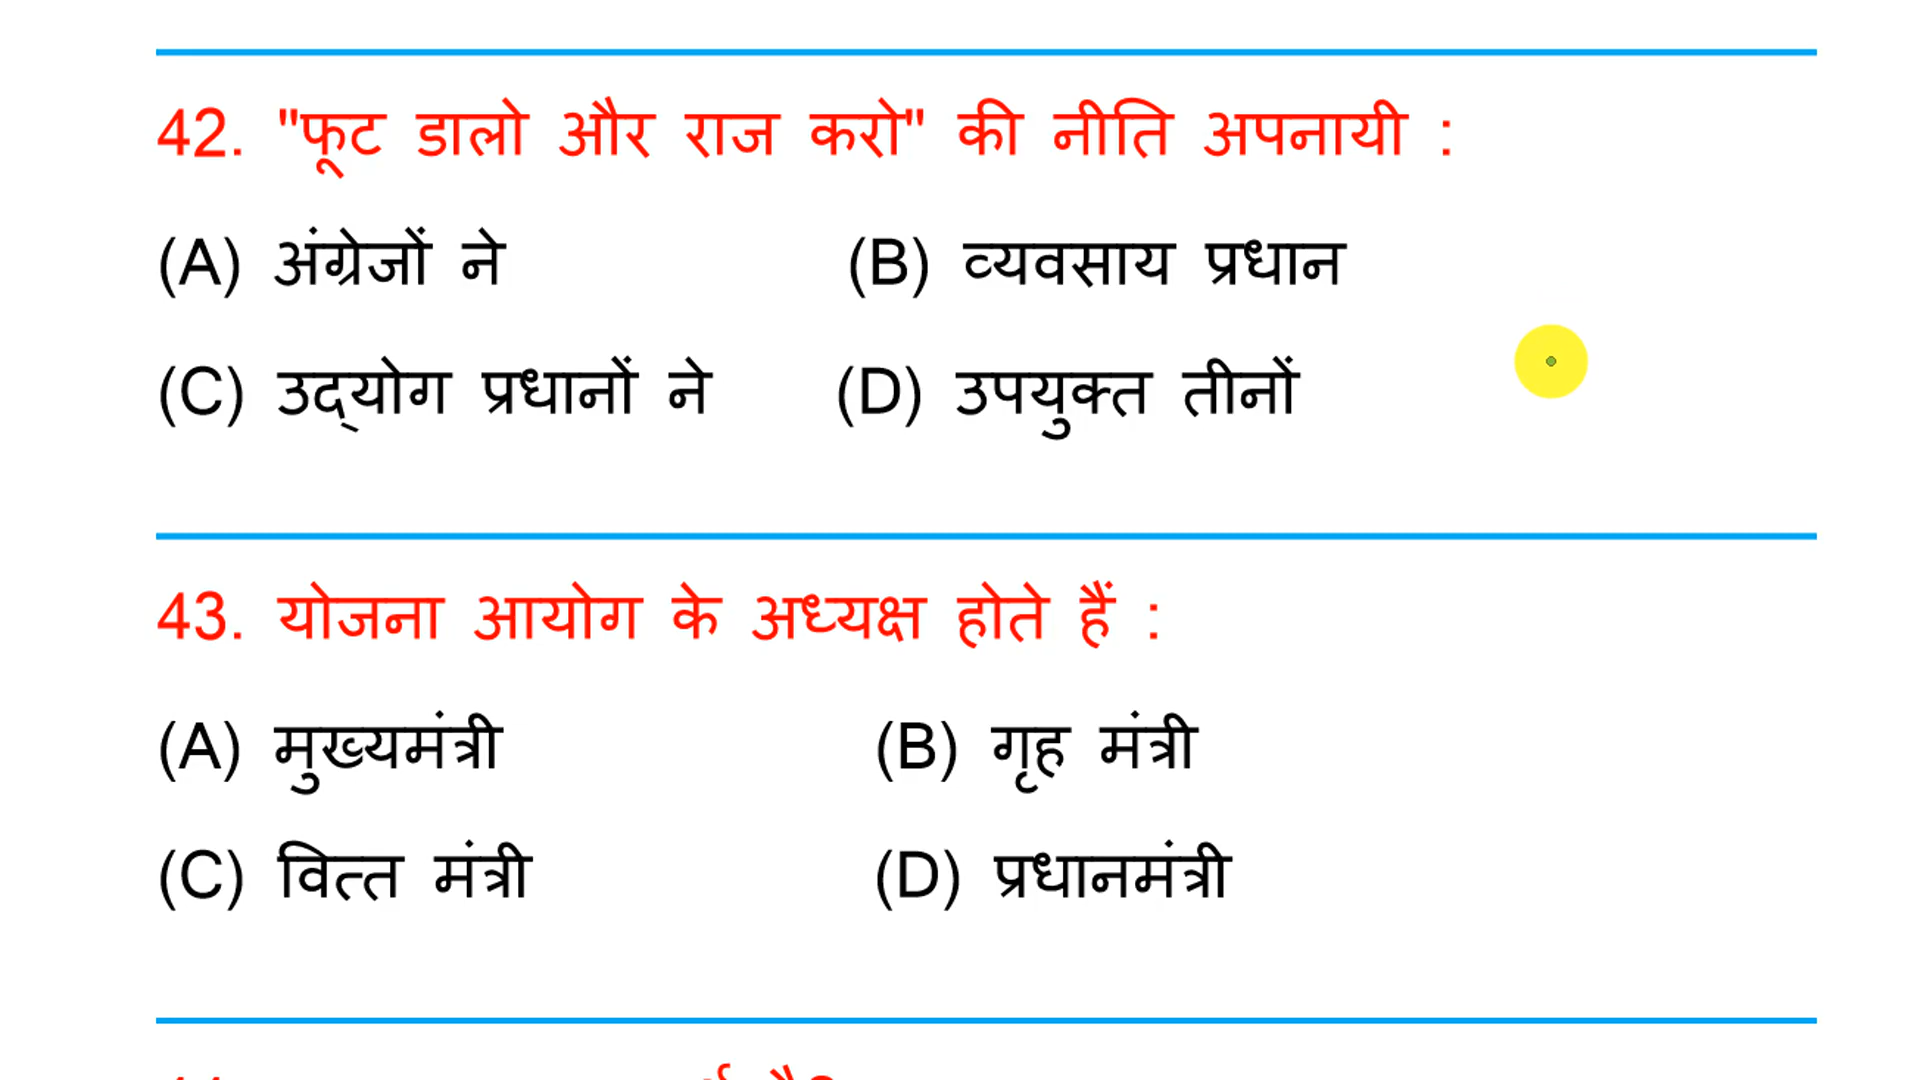 42. "फूट डालो और राज करो" की नीति अपनायी :
(A) अंग्रेजों ने (B) व्यवसाय प्रधान
(C) उद्योग प्रधानों ने (D) उपयुक्त तीनों
43. योजना आयोग के अध्यक्ष होते हैं :
(A) मुख्यमंत्री (B) गृह मंत्री
(C) वित्त मंत्री (D) प्रधानमंत्री